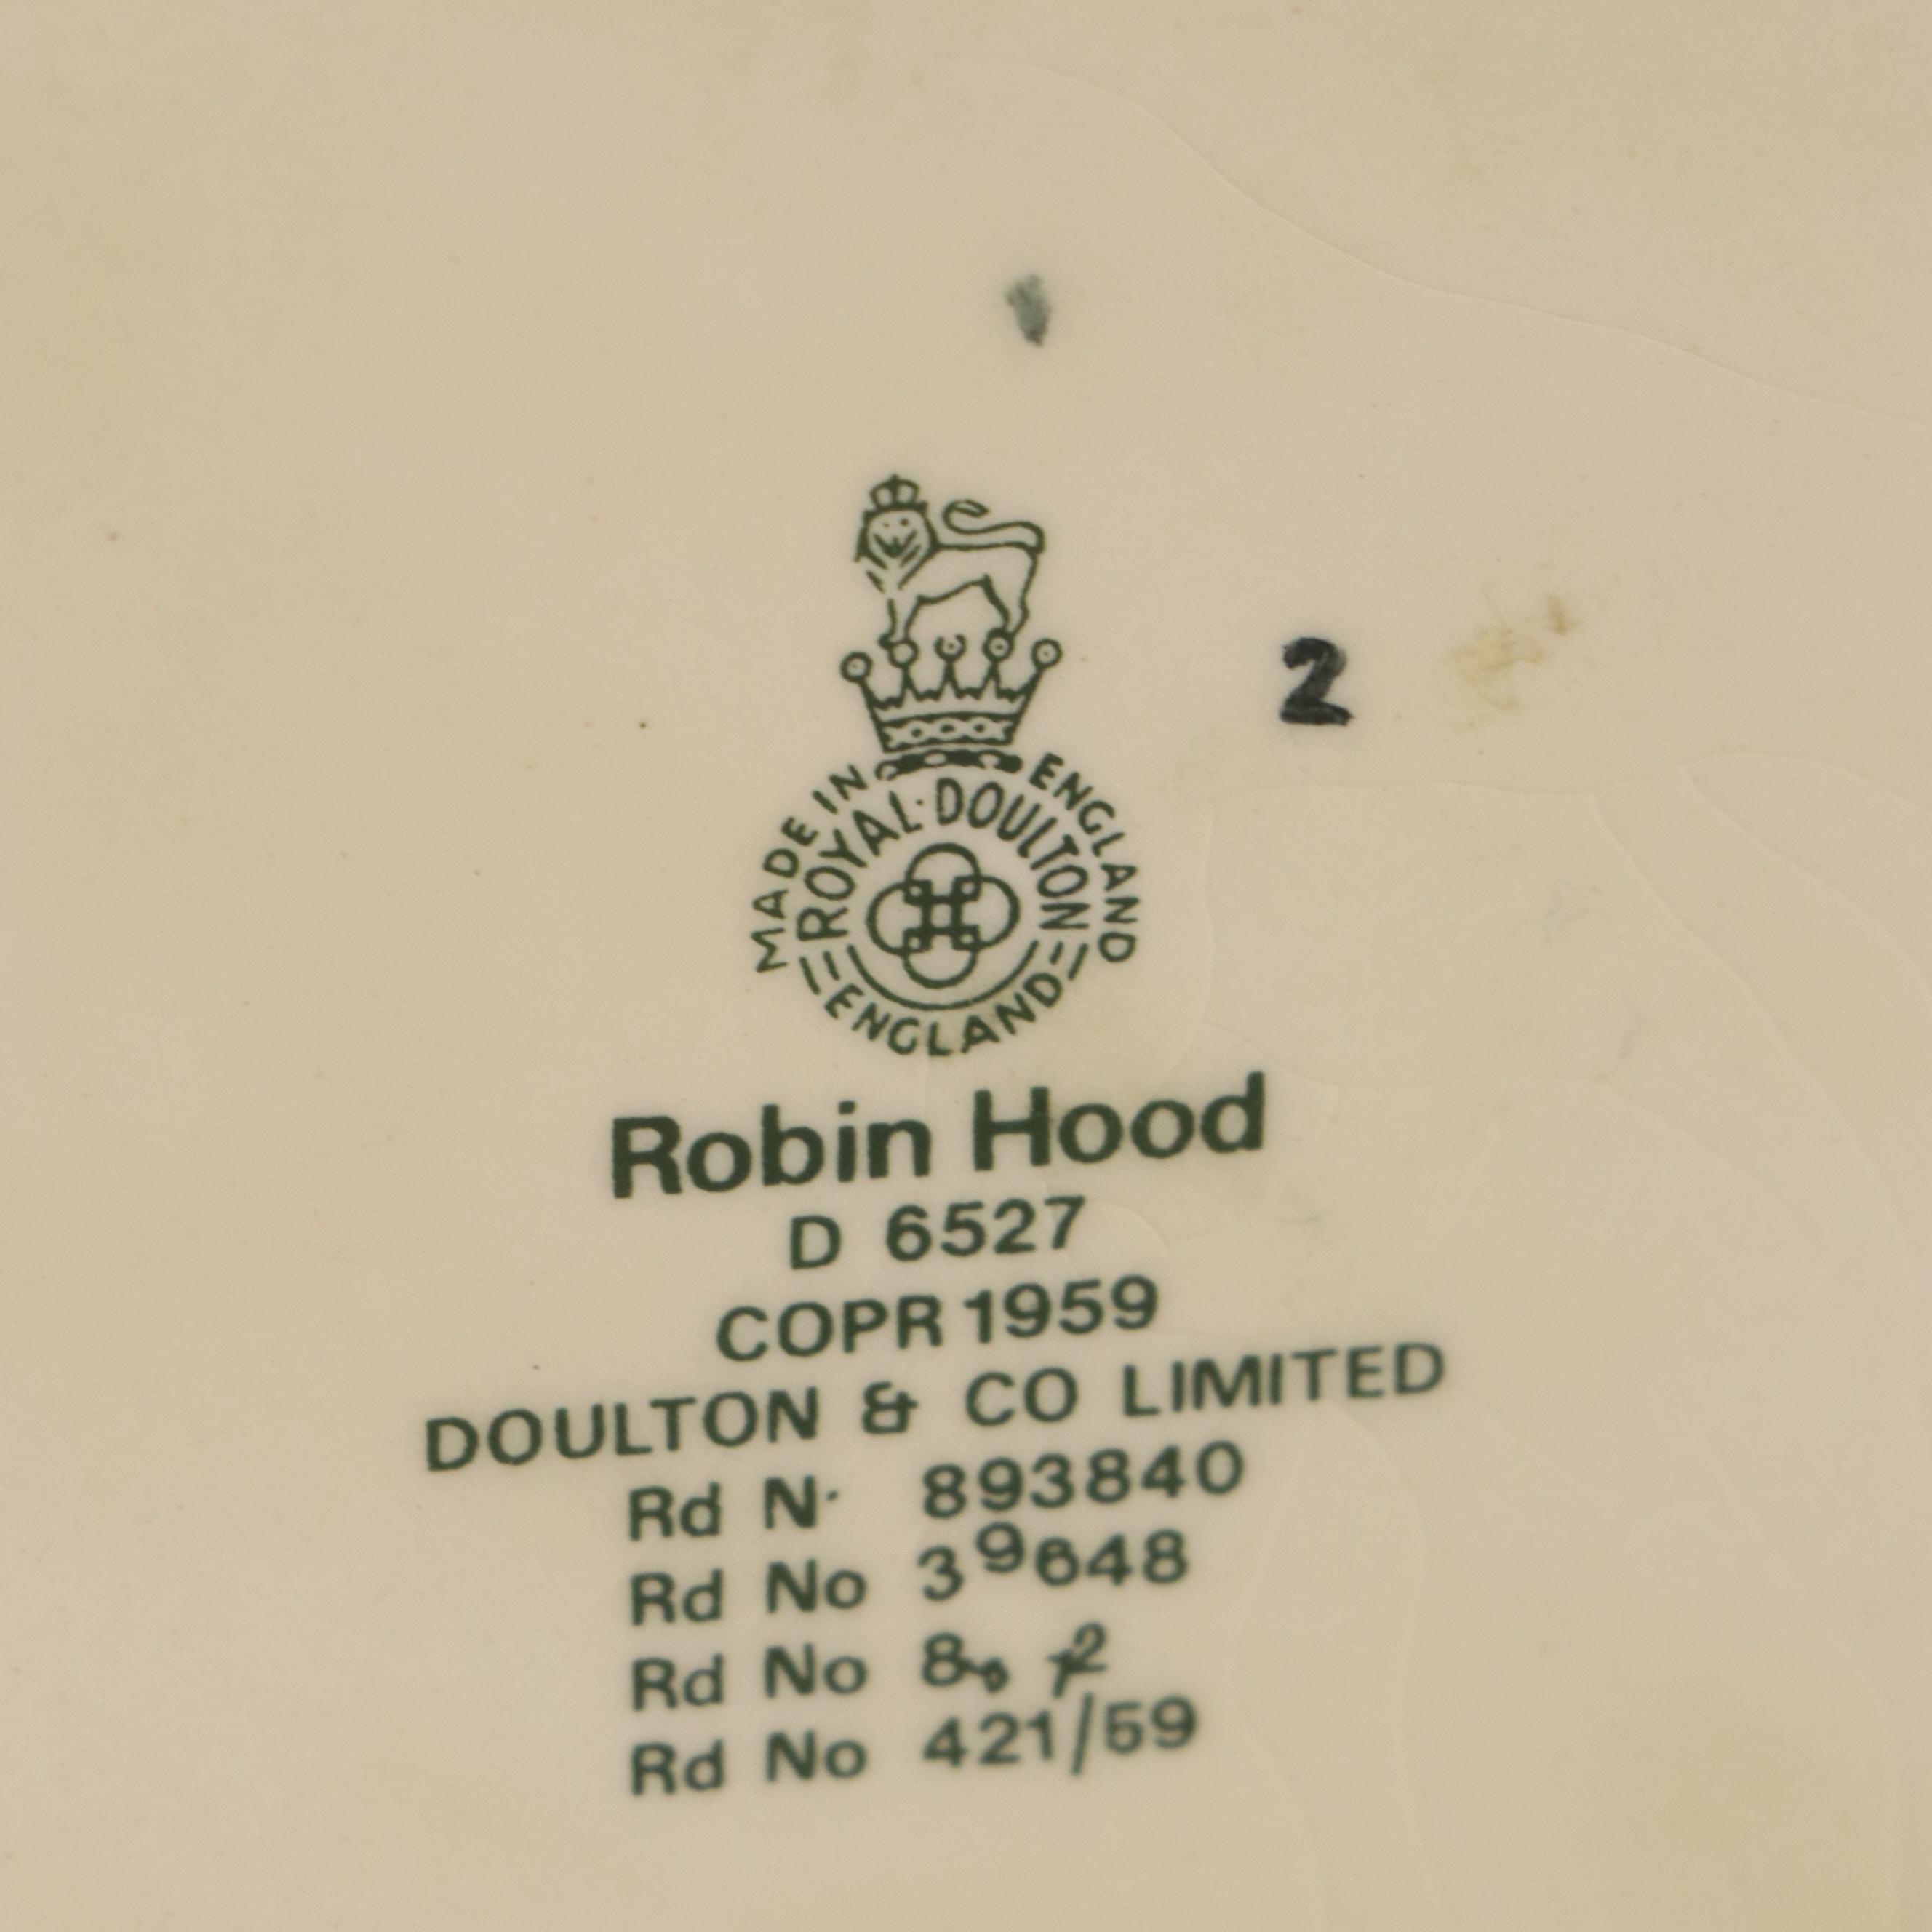 2
MADE IN ENGLAND
ROYAL·DOULTON
ENGLAND
Robin Hood
D 6527
COPR 1959
DOULTON & CO LIMITED
Rd N· 893840
Rd No 39648
Rd No
Rd No 421/59